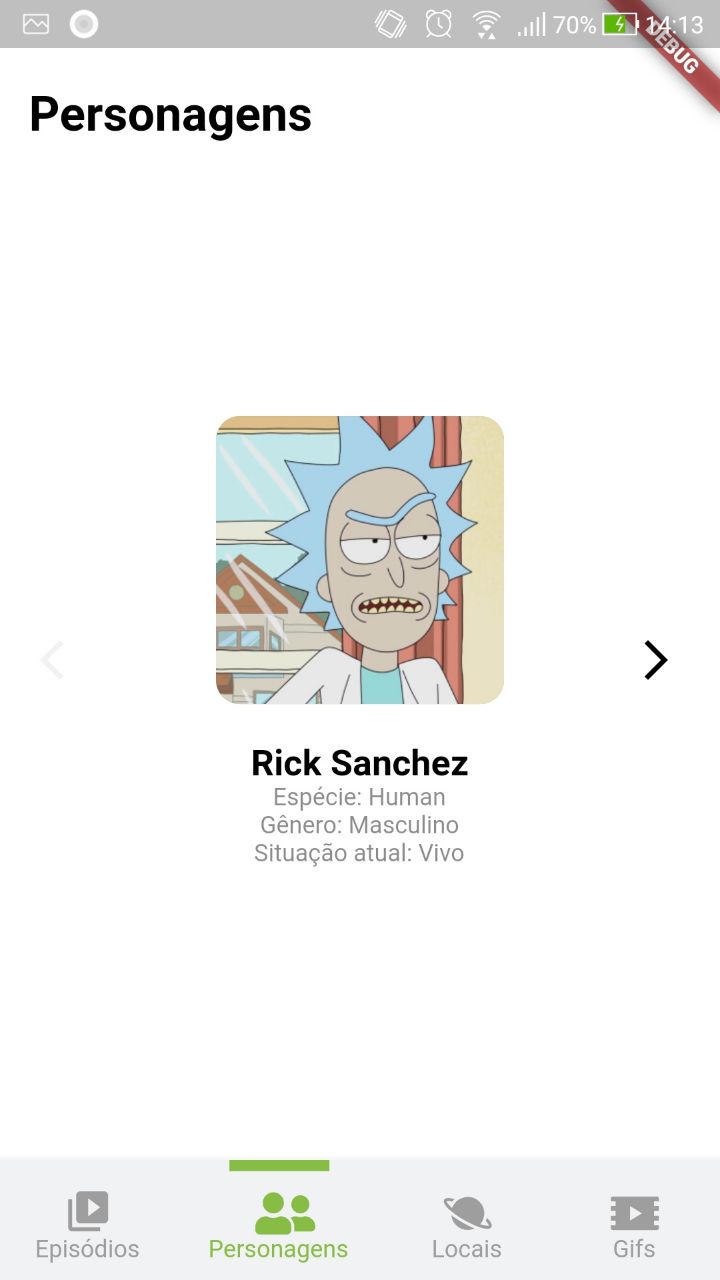 70% 14:13
DEBUG
Personagens
Rick Sanchez
Espécie: Human
Gênero: Masculino
Situação atual: Vivo
Episódios
Personagens
Locais
Gifs